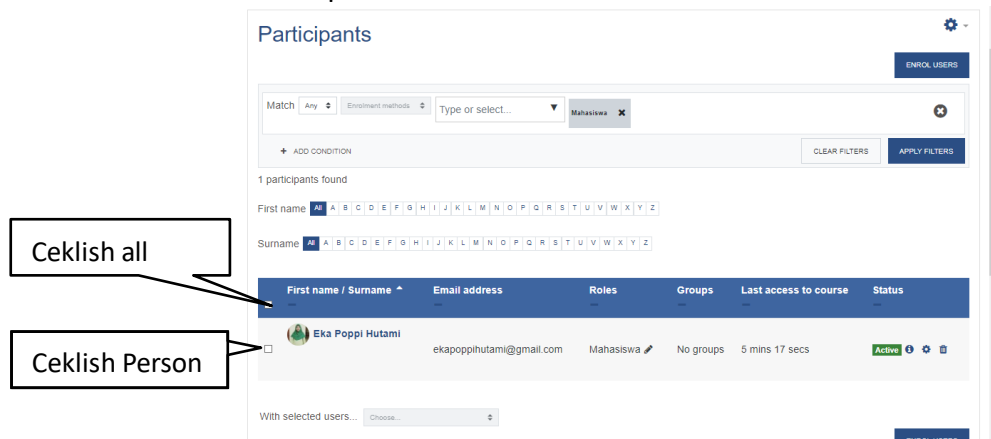 Participants
ENROL USERS
Match Any Enrolment methods Type or select... Mahasiswa
+ ADD CONDITION CLEAR FILTERS APPLY FILTERS
1 participants found
First name All A B C D E F G H I J K L M N O P Q R S T U V W X Y Z
Surname All A B C D E F G H I J K L M N O P Q R S T U V W X Y Z
Ceklish all
First name / Surname Email address Roles Groups Last access to course Status
Eka Poppi Hutami
ekapoppihutami@gmail.com Mahasiswa No groups 5 mins 17 secs Active
Ceklish Person
With selected users... Choose...